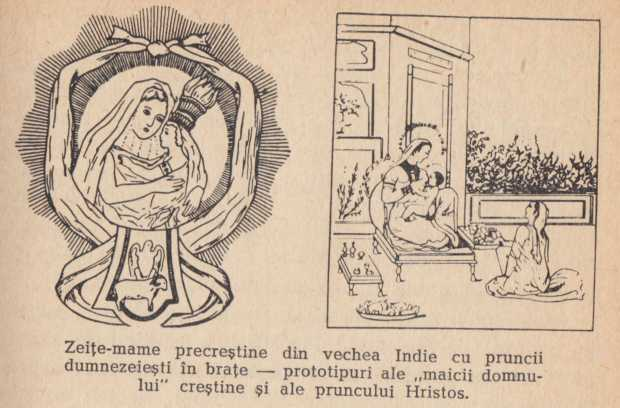 Zeițe-mame precreștine din vechea Indie cu pruncii
dumnezeiești în brațe — prototipuri ale „maicii domnu-
lui" creștine și ale pruncului Hristos.